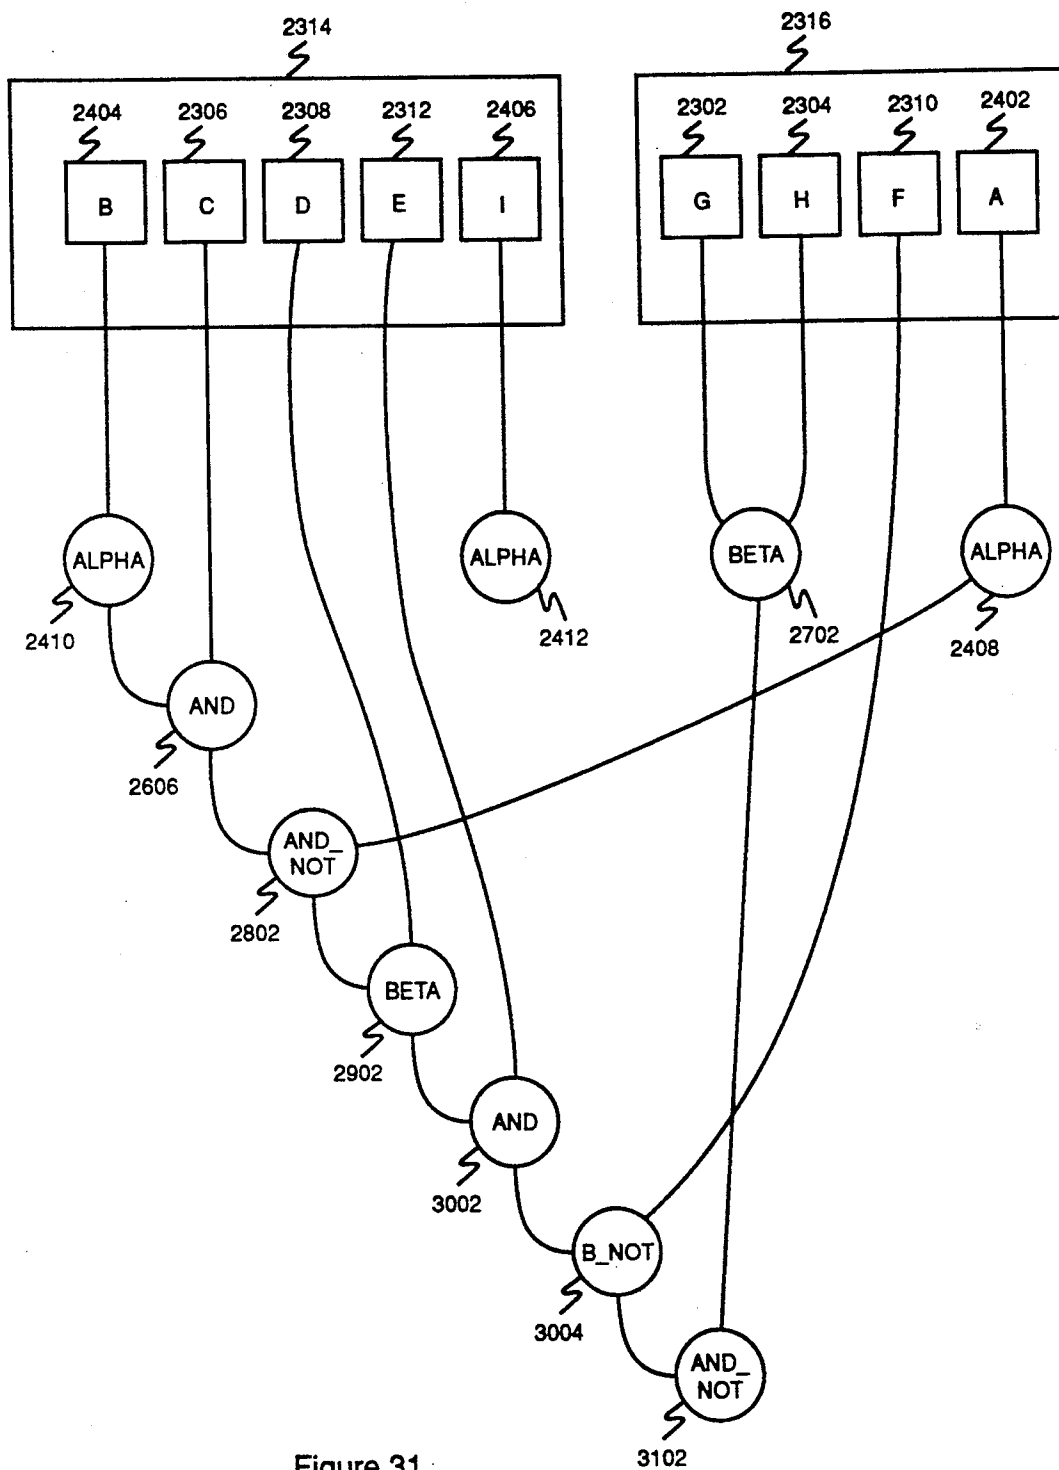 2314
2316
2404 2306 2308 2312 2406
2302 2304 2310 2402
B C D E I
G H F A
ALPHA
ALPHA
BETA
ALPHA
2410
2412
2702
2408
AND
2606
AND_
NOT
2802
BETA
2902
AND
3002
B_NOT
3004
AND_
NOT
3102
Figure 31